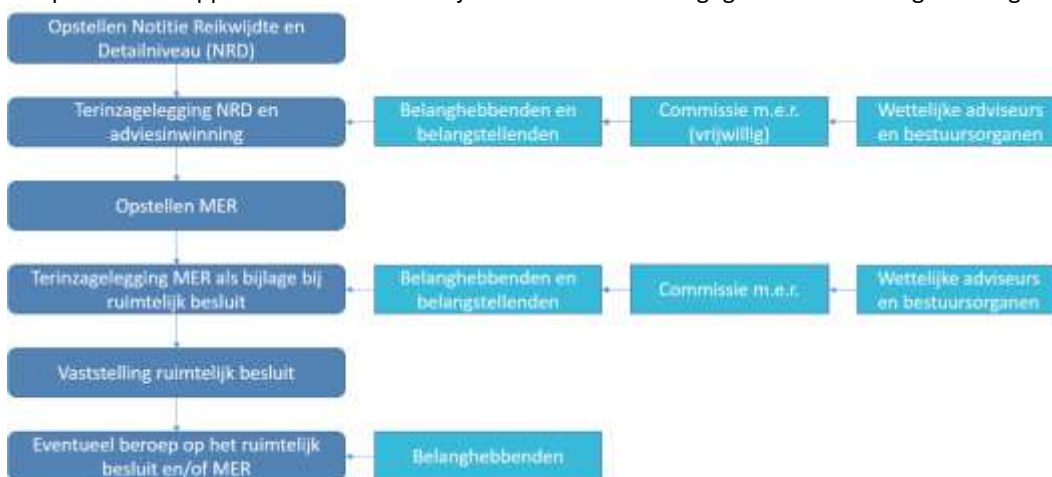 Opstellen Notitie Reikwijdte en
Detailniveau (NRD)
Terinzagelegging NRD en
adviesinwinning
Belanghebbenden en
belangstellenden
Commissie m.e.r.
(vrijwillig)
Wettelijke adviseurs
en bestuursorganen
Opstellen MER
Terinzagelegging MER als bijlage bij
ruimtelijk besluit
Belanghebbenden en
belangstellenden
Commissie m.e.r.
Wettelijke adviseurs
en bestuursorganen
Vaststelling ruimtelijk besluit
Eventueel beroep op het ruimtelijk
besluit en/of MER
Belanghebbenden